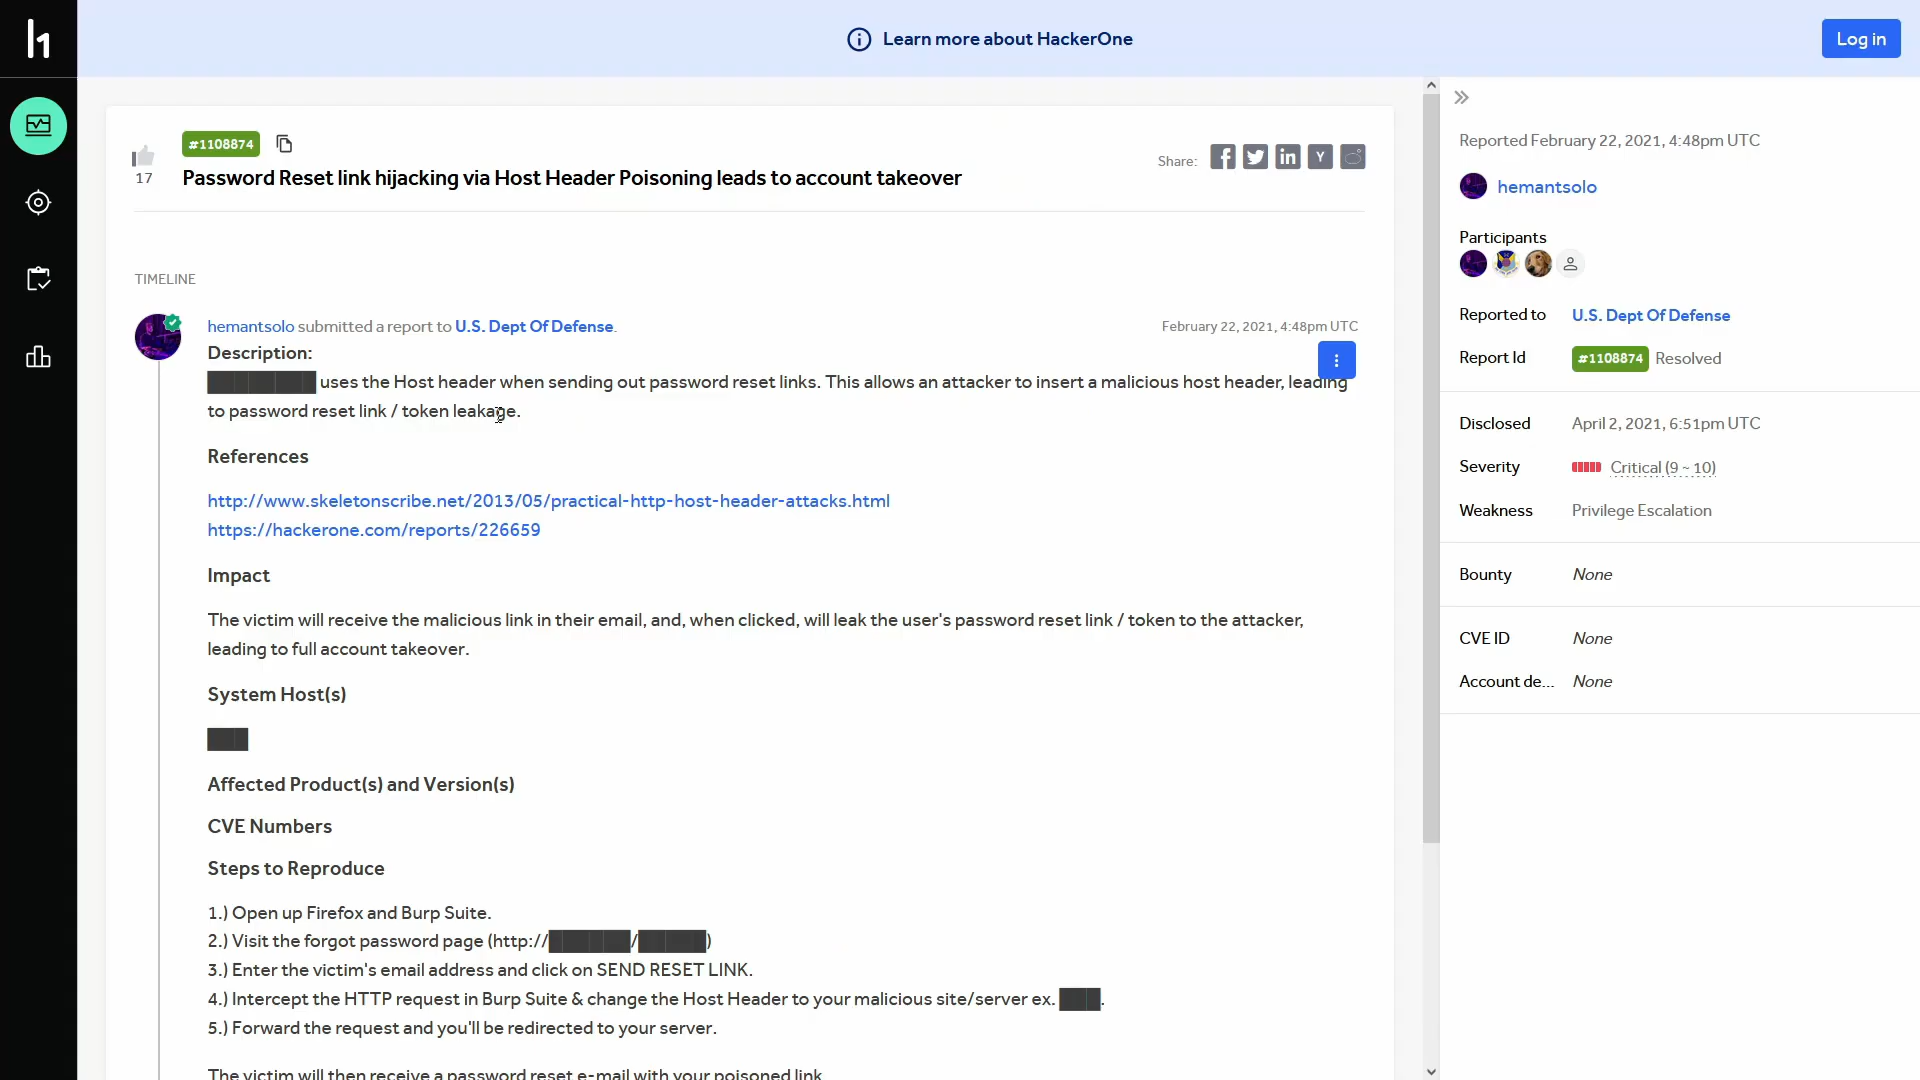 Learn more about HackerOne
Log in
#1108874
17
Password Reset link hijacking via Host Header Poisoning leads to account takeover
Share:
TIMELINE
hemantsolo submitted a report to U.S. Dept Of Defense.
February 22, 2021, 4:48pm UTC
Description:
████████ uses the Host header when sending out password reset links. This allows an attacker to insert a malicious host header, leading
to password reset link / token leakage.
References
http://www.skeletonscribe.net/2013/05/practical-http-host-header-attacks.html
https://hackerone.com/reports/226659
Impact
The victim will receive the malicious link in their email, and, when clicked, will leak the user's password reset link / token to the attacker,
leading to full account takeover.
System Host(s)
███
Affected Product(s) and Version(s)
CVE Numbers
Steps to Reproduce
1.) Open up Firefox and Burp Suite.
2.) Visit the forgot password page (http://██████/█████)
3.) Enter the victim's email address and click on SEND RESET LINK.
4.) Intercept the HTTP request in Burp Suite & change the Host Header to your malicious site/server ex. ███.
5.) Forward the request and you'll be redirected to your server.
The victim will then receive a password reset e-mail with your poisoned link
Reported February 22, 2021, 4:48pm UTC
hemantsolo
Participants
Reported to U.S. Dept Of Defense
Report Id #1108874 Resolved
Disclosed April 2, 2021, 6:51pm UTC
Severity Critical (9 ~ 10)
Weakness Privilege Escalation
Bounty None
CVE ID None
Account de... None